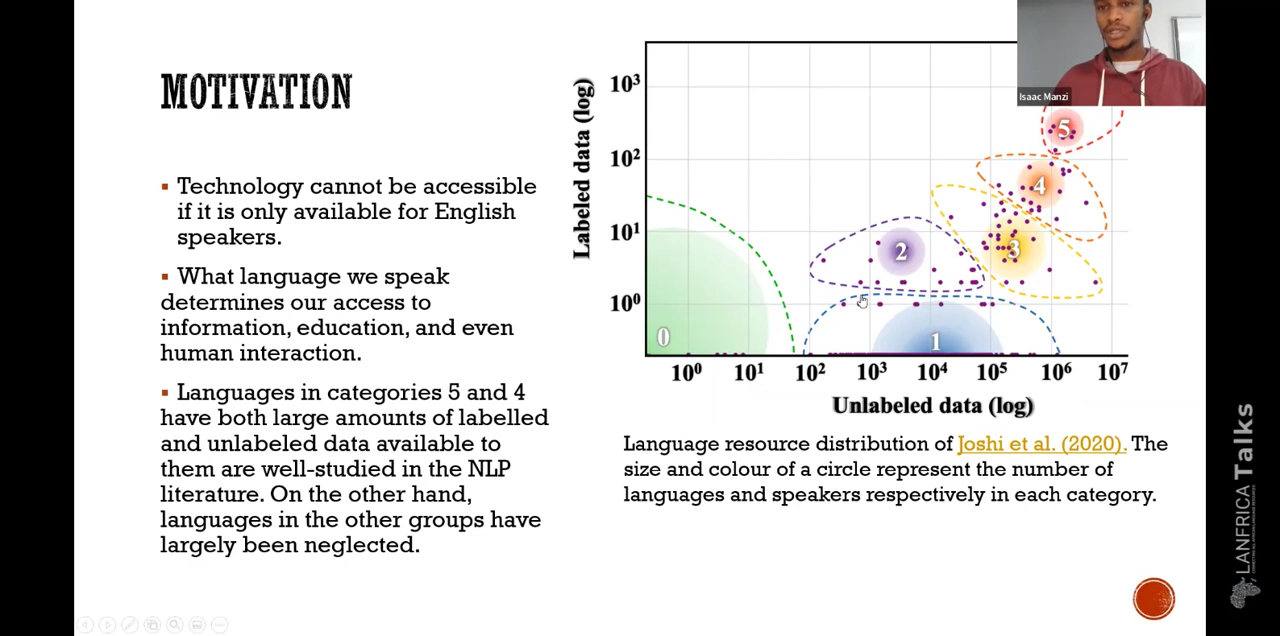 MOTIVATION
Technology cannot be accessible
if it is only available for English
speakers.
What language we speak
determines our access to
information, education, and even
human interaction.
Languages in categories 5 and 4
have both large amounts of labelled
and unlabeled data available to
them are well-studied in the NLP
literature. On the other hand,
languages in the other groups have
largely been neglected.
Labeled data (log)
10³
10²
10¹
10⁰
0
1
2
3
4
5
10⁰ 10¹ 10² 10³ 10⁴ 10⁵ 10⁶ 10⁷
Unlabeled data (log)
Language resource distribution of Joshi et al. (2020). The
size and colour of a circle represent the number of
languages and speakers respectively in each category.
Isaac Manzi
LANFRICA Talks